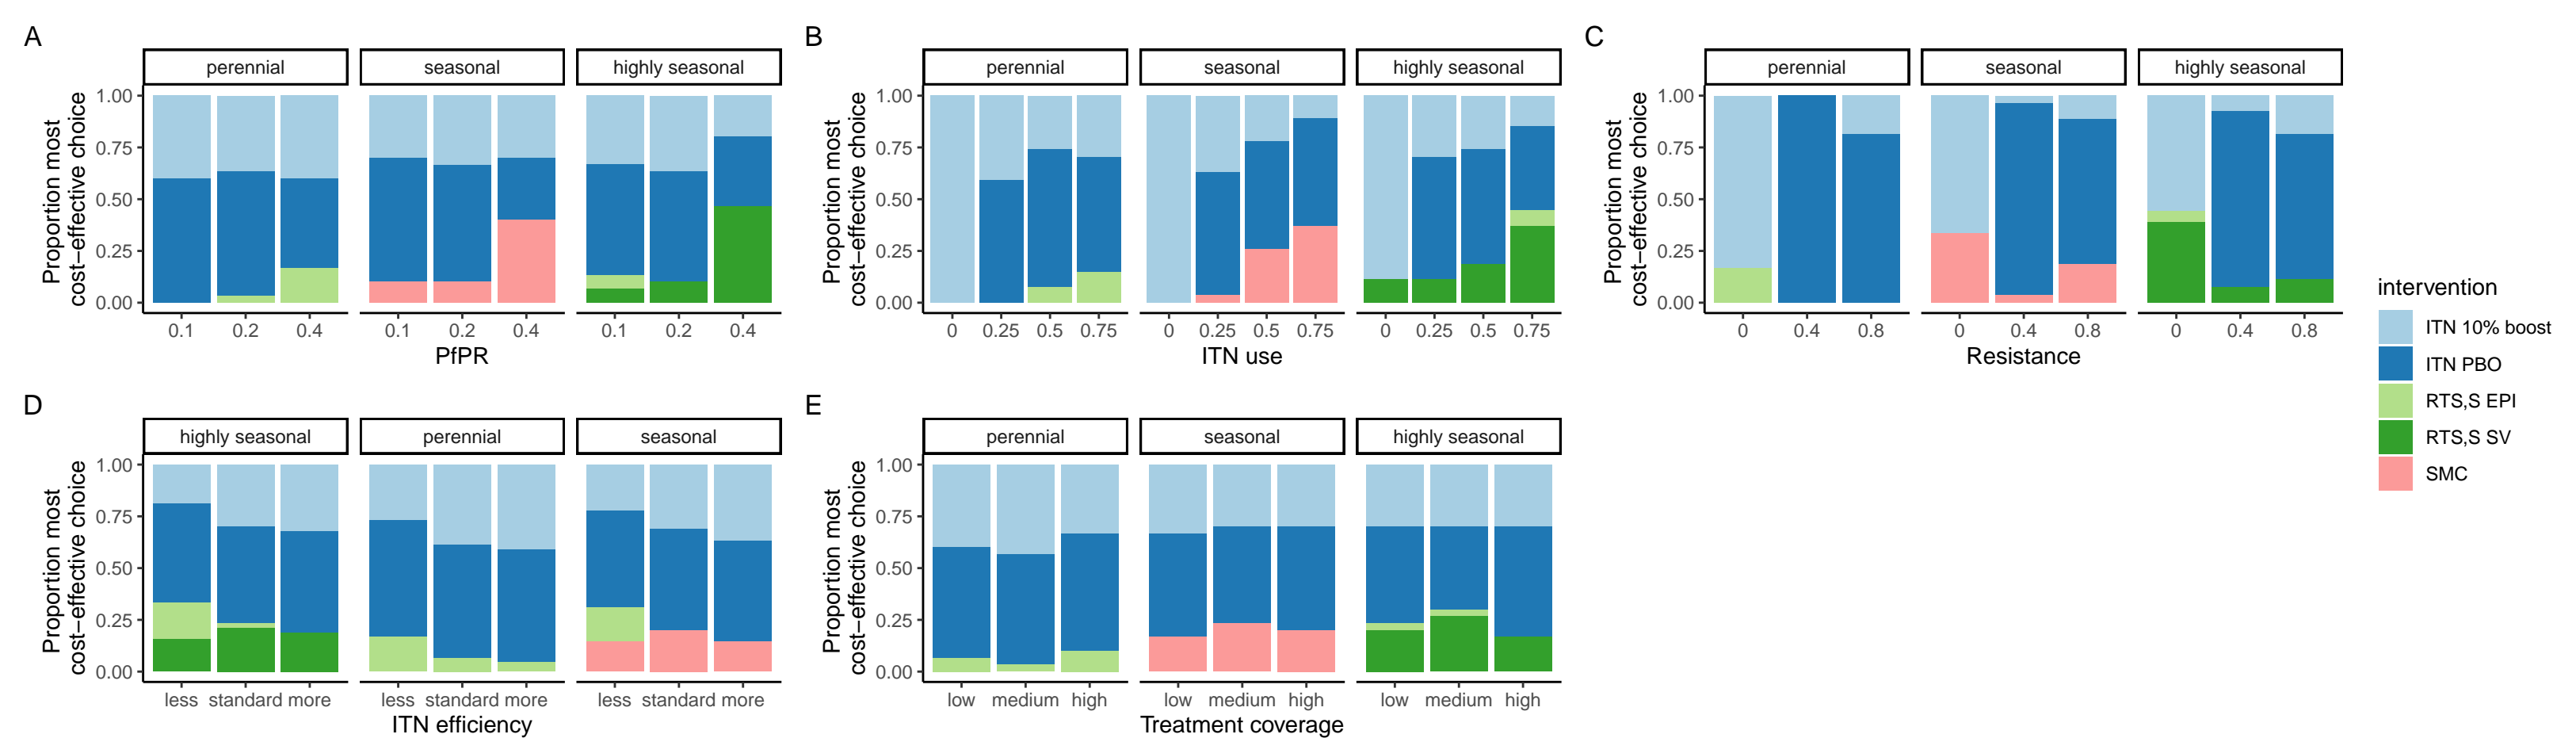 A
perennial
seasonal
highly seasonal
Proportion most
cost−effective choice
1.00
0.75
0.50
0.25
0.00
0.1 0.2 0.4
0.1 0.2 0.4
0.1 0.2 0.4
PfPR
B
perennial
seasonal
highly seasonal
Proportion most
cost−effective choice
1.00
0.75
0.50
0.25
0.00
0 0.25 0.5 0.75
0 0.25 0.5 0.75
0 0.25 0.5 0.75
ITN use
C
perennial
seasonal
highly seasonal
Proportion most
cost−effective choice
1.00
0.75
0.50
0.25
0.00
0 0.4 0.8
0 0.4 0.8
0 0.4 0.8
Resistance
D
highly seasonal
perennial
seasonal
Proportion most
cost−effective choice
1.00
0.75
0.50
0.25
0.00
less standard more
less standard more
less standard more
ITN efficiency
E
perennial
seasonal
highly seasonal
Proportion most
cost−effective choice
1.00
0.75
0.50
0.25
0.00
low medium high
low medium high
low medium high
Treatment coverage
intervention
ITN 10% boost
ITN PBO
RTS,S EPI
RTS,S SV
SMC